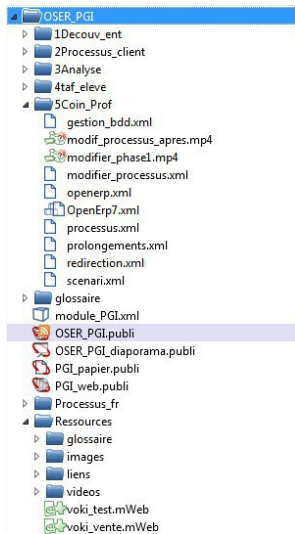 OSER_PGI
1Decouv_ent
2Processus_client
3Analyse
4taf_eleve
5Coin_Prof
gestion_bdd.xml
modif_processus_apres.mp4
modifier_phase1.mp4
modifier_processus.xml
openerp.xml
OpenErp7.xml
processus.xml
prolongements.xml
redirection.xml
scenari.xml
glossaire
module_PGI.xml
OSER_PGI.publi
OSER_PGI_diaporama.publi
PGI_papier.publi
PGI_web.publi
Processus_fr
Ressources
glossaire
images
liens
videos
voki_test.mWeb
voki_vente.mWeb